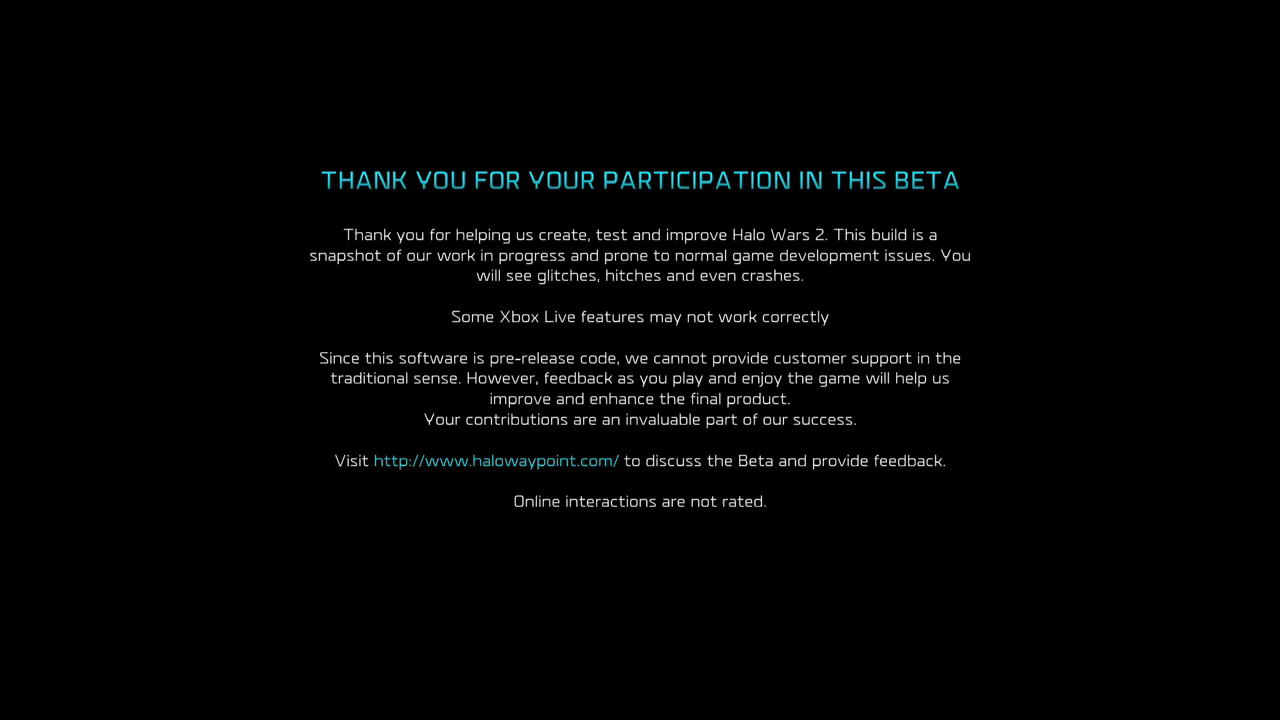 THANK YOU FOR YOUR PARTICIPATION IN THIS BETA
Thank you for helping us create, test and improve Halo Wars 2. This build is a
snapshot of our work in progress and prone to normal game development issues. You
will see glitches, hitches and even crashes.
Some Xbox Live features may not work correctly
Since this software is pre-release code, we cannot provide customer support in the
traditional sense. However, feedback as you play and enjoy the game will help us
improve and enhance the final product.
Your contributions are an invaluable part of our success.
Visit http://www.halowaypoint.com/ to discuss the Beta and provide feedback.
Online interactions are not rated.